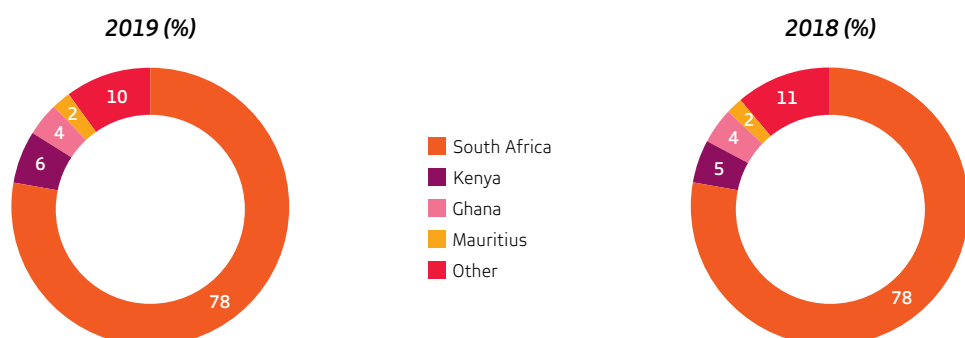 2019 (%)
10
2
4
6
78
South Africa
Kenya
Ghana
Mauritius
Other
2018 (%)
11
2
4
5
78